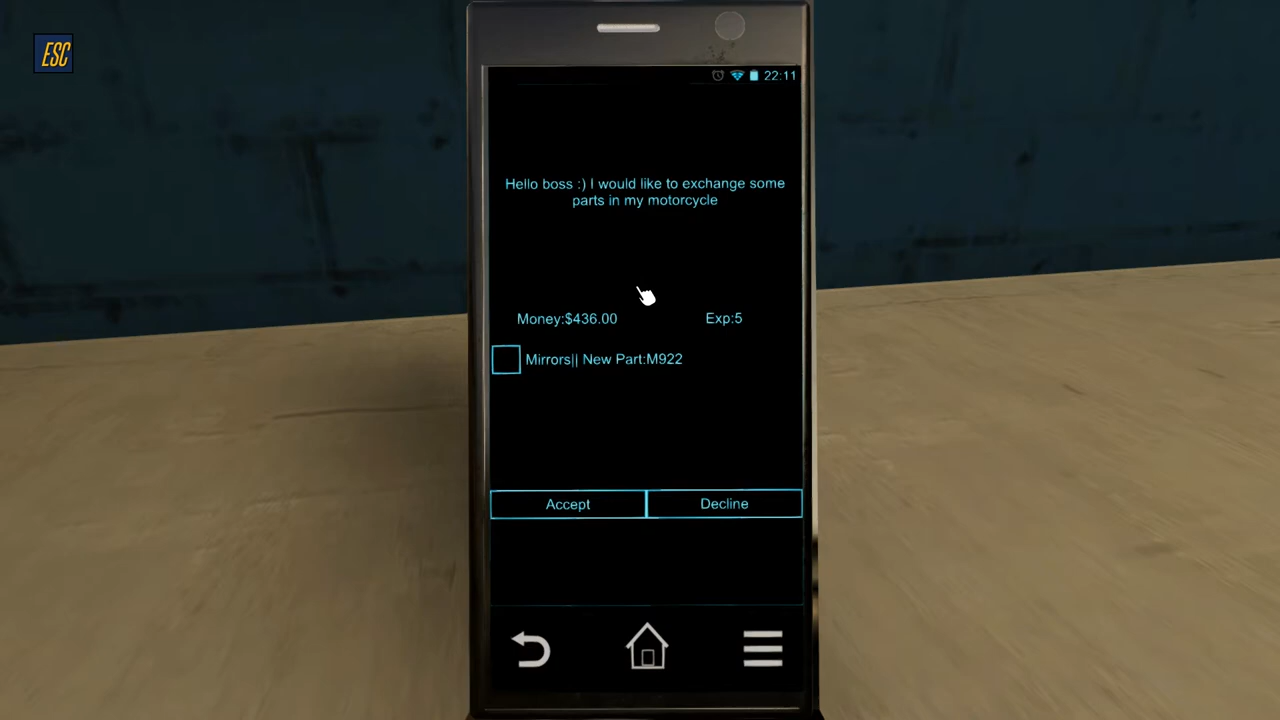 ESC
22:11
Hello boss :) I would like to exchange some
parts in my motorcycle
Money:$436.00 Exp:5
Mirrors|| New Part:M922
Accept Decline